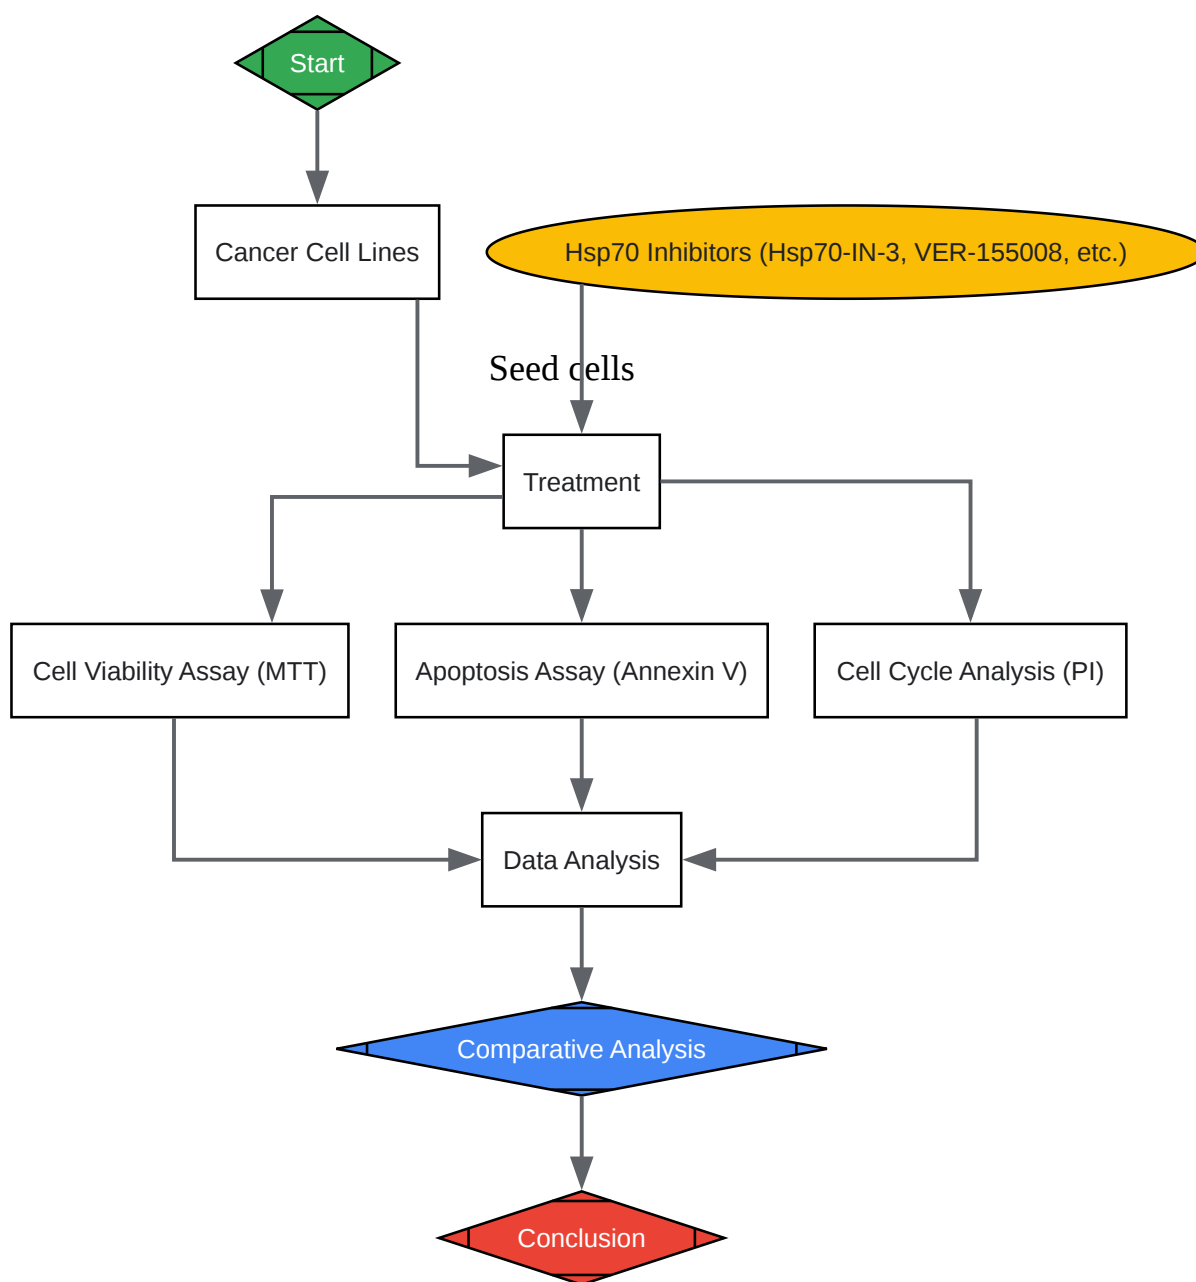 Start
Cancer Cell Lines
Hsp70 Inhibitors (Hsp70-IN-3, VER-155008, etc.)
Seed cells
Treatment
Cell Viability Assay (MTT)
Apoptosis Assay (Annexin V)
Cell Cycle Analysis (PI)
Data Analysis
Comparative Analysis
Conclusion